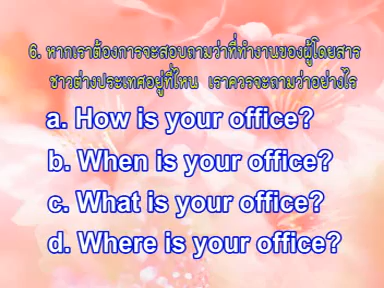 6. หากเราต้องการจะสอบถามว่าที่ทำงานของผู้โดยสาร
ชาวต่างประเทศอยู่ที่ไหน เราควรจะถามว่าอย่างไร
a. How is your office?
b. When is your office?
c. What is your office?
d. Where is your office?